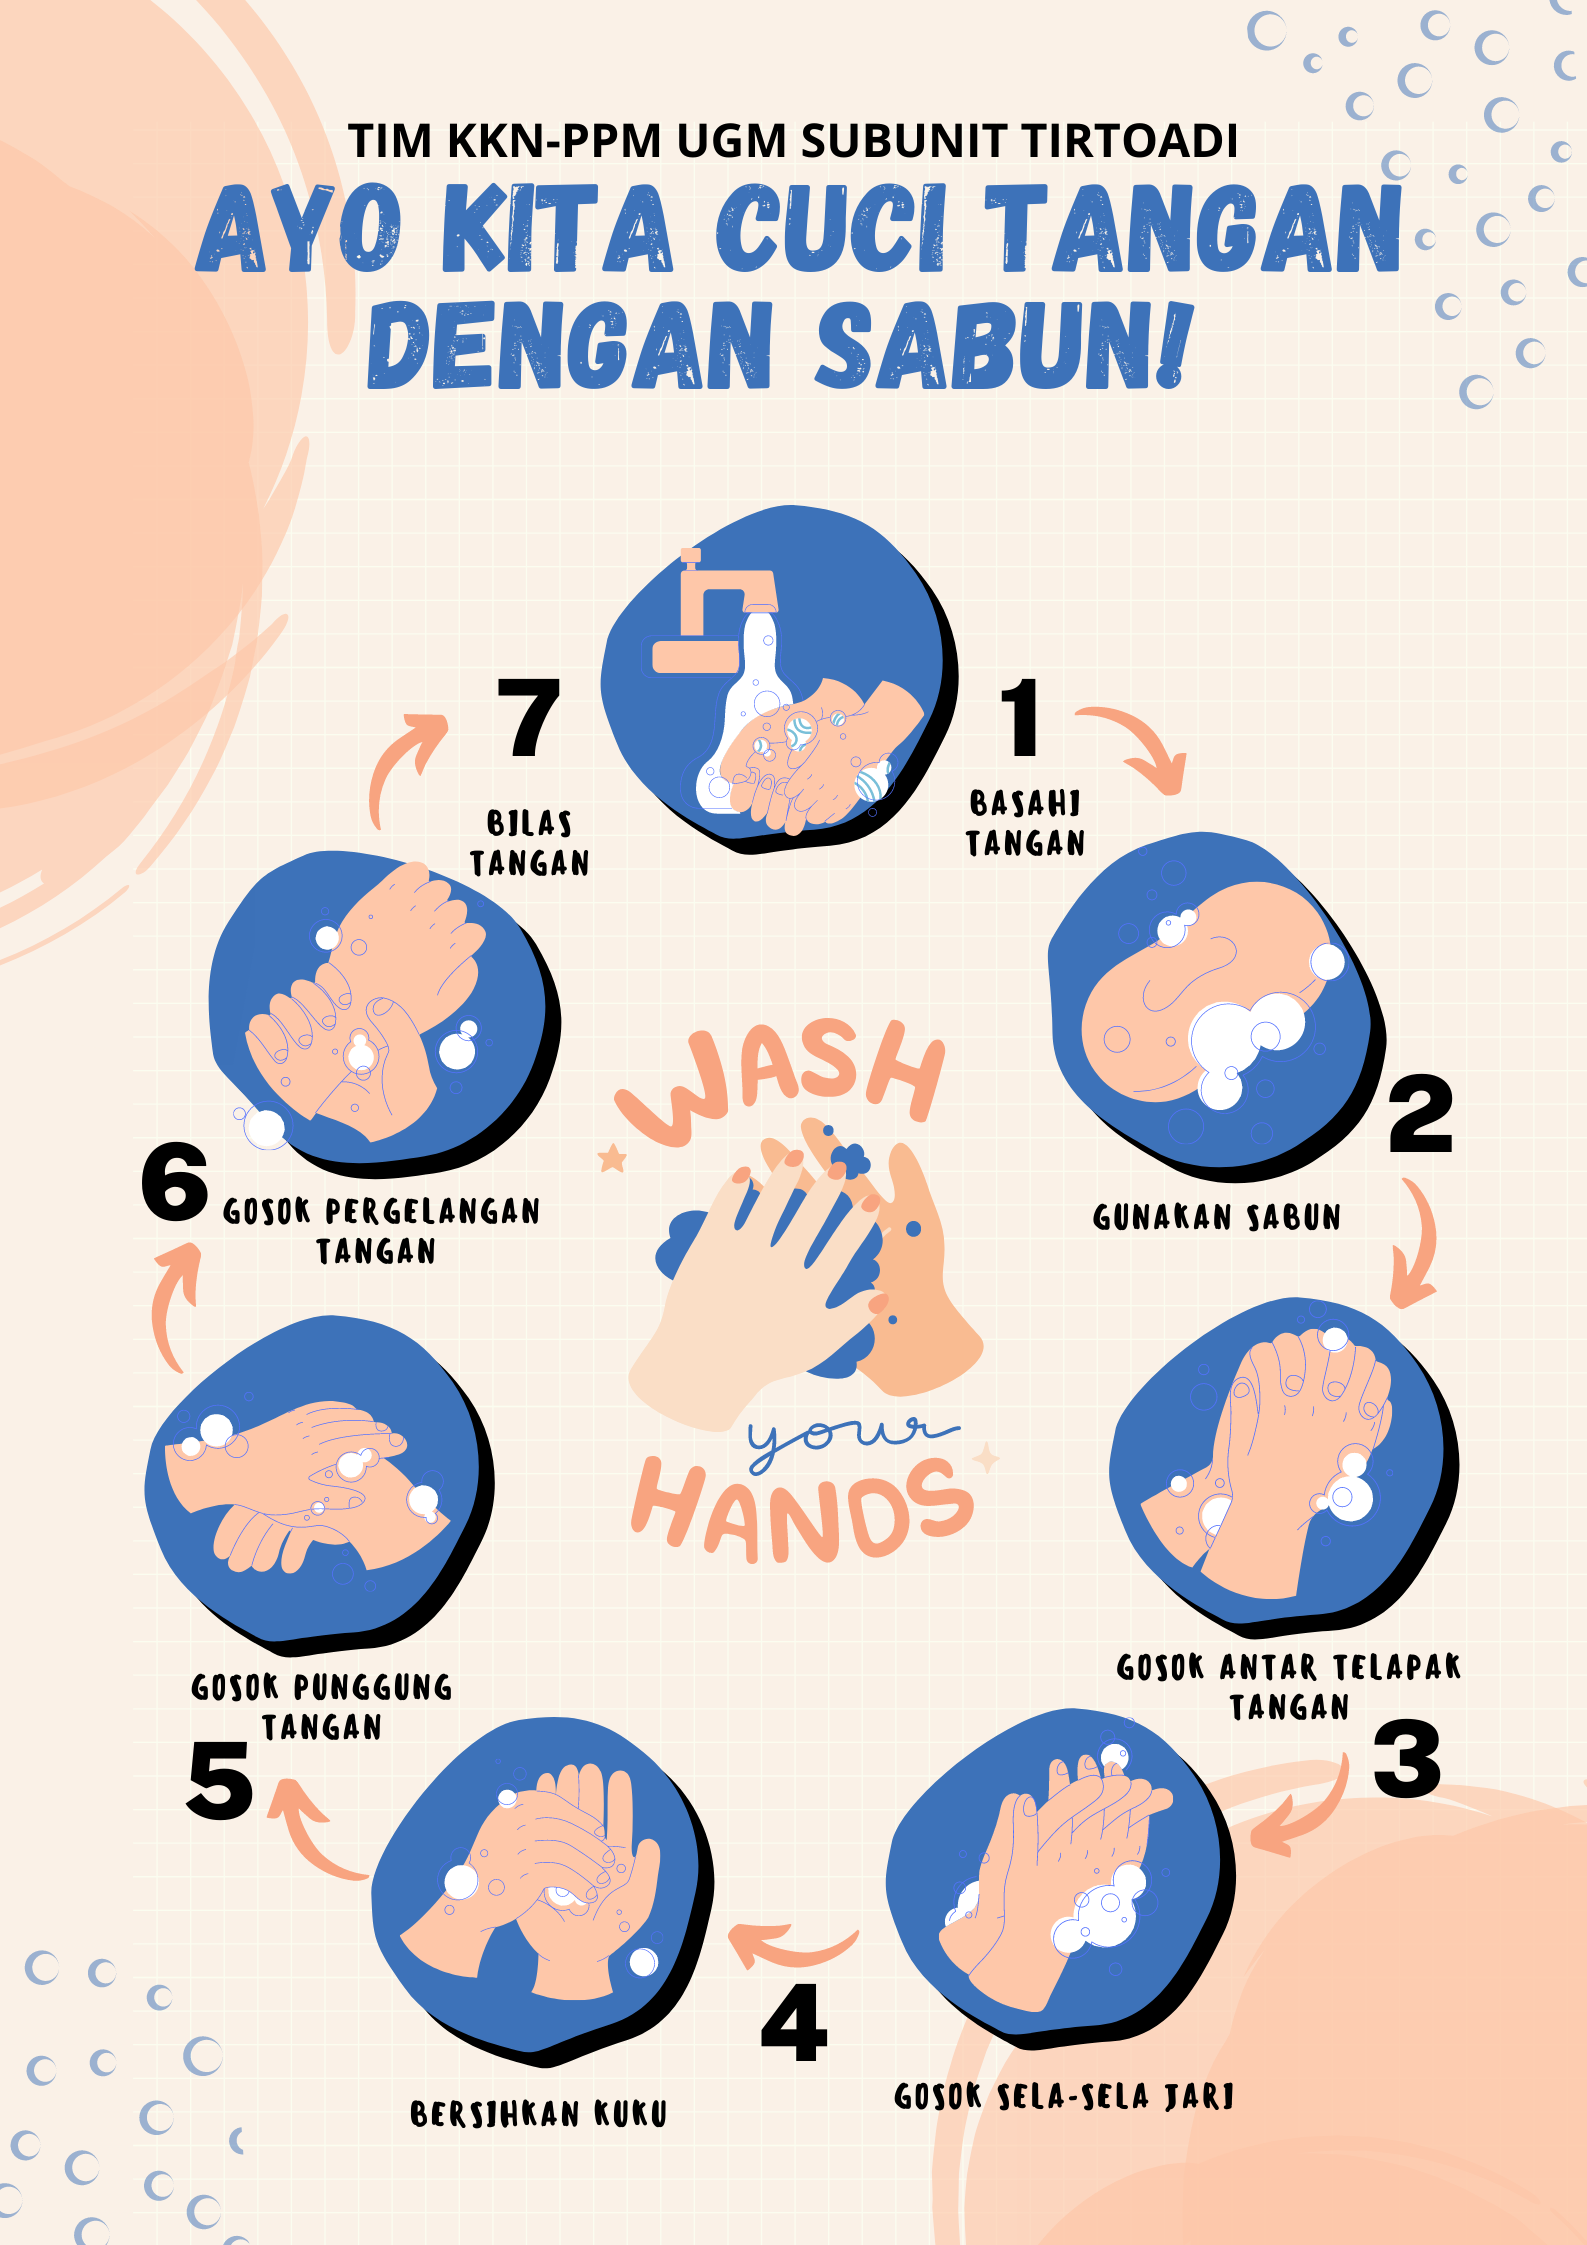 TIM KKN-PPM UGM SUBUNIT TIRTOADI
AYO KITA CUCI TANGAN
DENGAN SABUN!
1
BASAHI
TANGAN
2
GUNAKAN SABUN
GOSOK ANTAR TELAPAK
TANGAN
3
GOSOK SELA-SELA JARI
4
BERSIHKAN KUKU
GOSOK PUNGGUNG
TANGAN
5
6
GOSOK PERGELANGAN
TANGAN
7
BILAS
TANGAN
WASH
your
HANDS